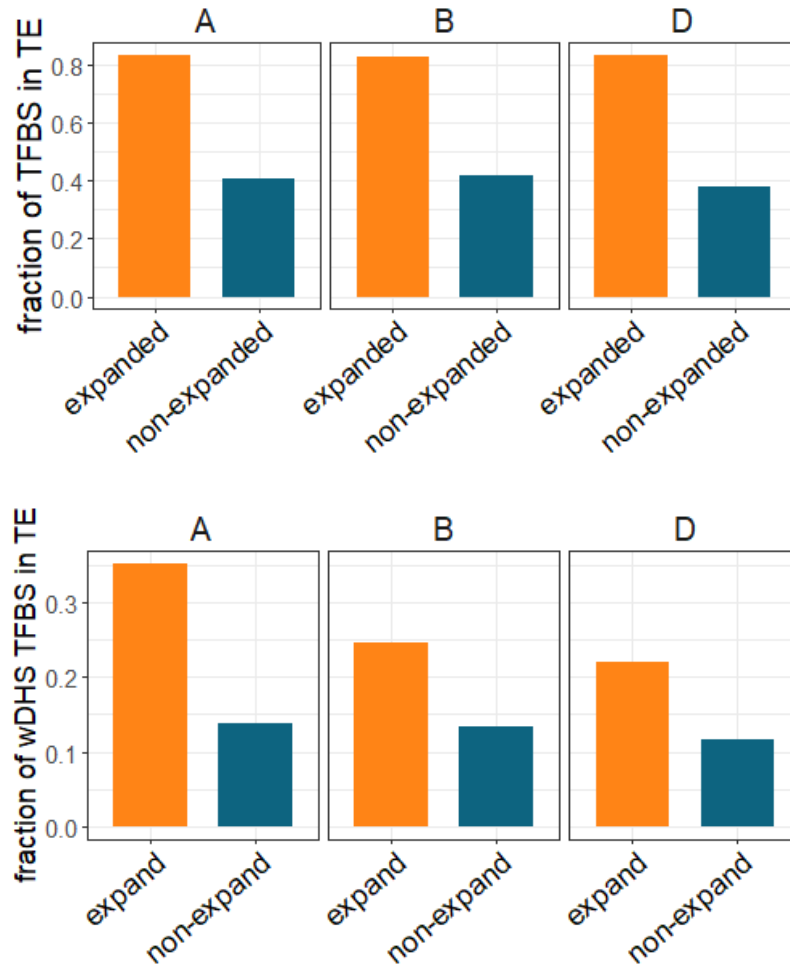 A B D
fraction of TFBS in TE
0.8
0.6
0.4
0.2
0.0
expanded non-expanded expanded non-expanded expanded non-expanded
A B D
fraction of wDHS TFBS in TE
0.3
0.2
0.1
0.0
expand non-expand expand non-expand expand non-expand